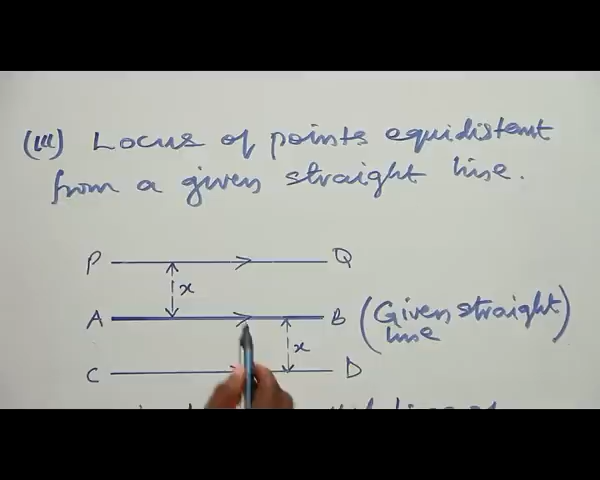 (iii) Locus of points equidistant
from a given straight line.
P Q
x
A B (Given straight
line)
x
C D